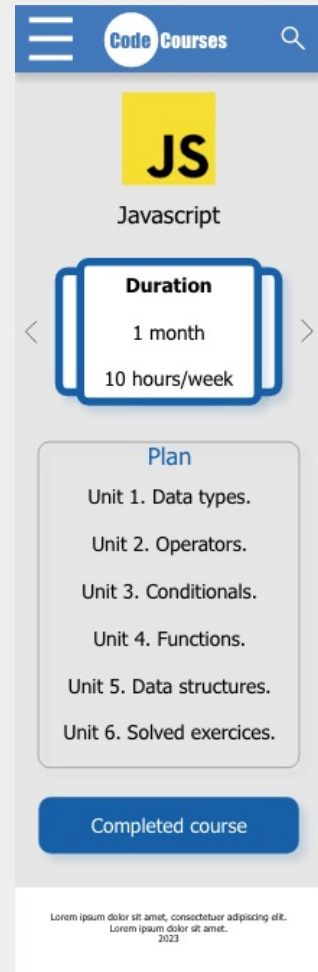 Code Courses
JS
Javascript
Duration
1 month
10 hours/week
Plan
Unit 1. Data types.
Unit 2. Operators.
Unit 3. Conditionals.
Unit 4. Functions.
Unit 5. Data structures.
Unit 6. Solved exercices.
Completed course
Lorem ipsum dolor sit amet, consectetuer adipiscing elit.
Lorem ipsum dolor sit amet.
2023